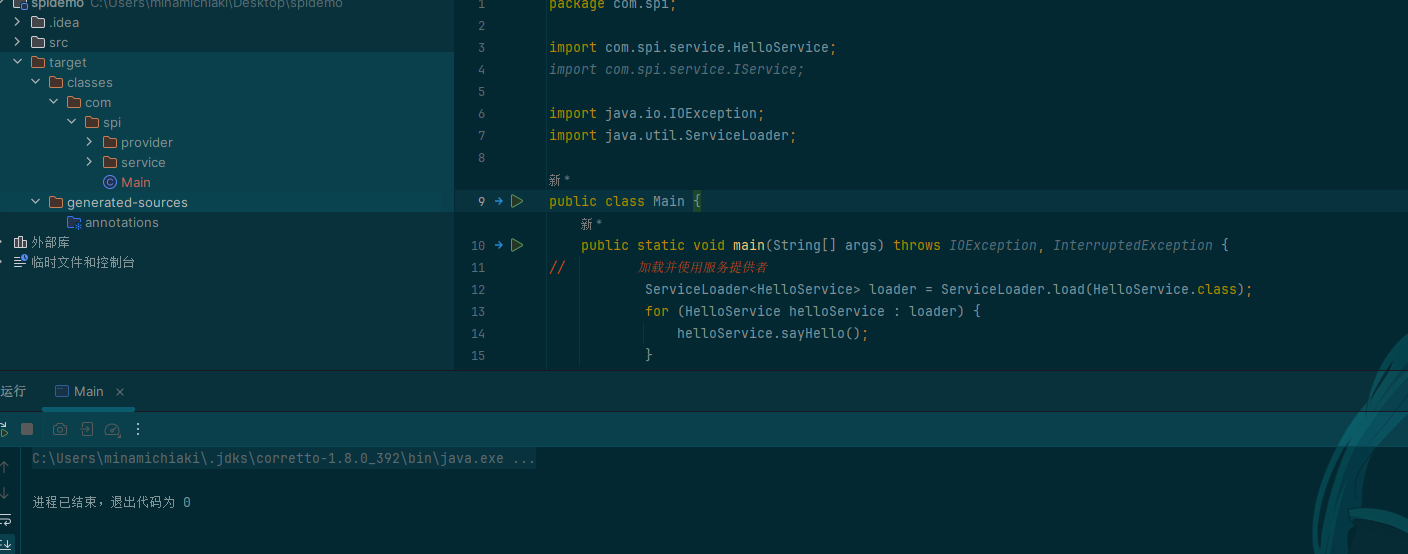 spidemo C:\Users\minamichiaki\Desktop\spidemo
.idea
src
target
classes
com
spi
provider
service
Main
generated-sources
annotations
外部库
临时文件和控制台
1 package com.spi;
2
3 import com.spi.service.HelloService;
4 import com.spi.service.IService;
5
6 import java.io.IOException;
7 import java.util.ServiceLoader;
8
新 *
9 public class Main {
新 *
10 public static void main(String[] args) throws IOException, InterruptedException {
11 // 加载并使用服务提供者
12 ServiceLoader<HelloService> loader = ServiceLoader.load(HelloService.class);
13 for (HelloService helloService : loader) {
14 helloService.sayHello();
15 }
运行 Main
C:\Users\minamichiaki\.jdks\corretto-1.8.0_392\bin\java.exe ...
进程已结束，退出代码为 0